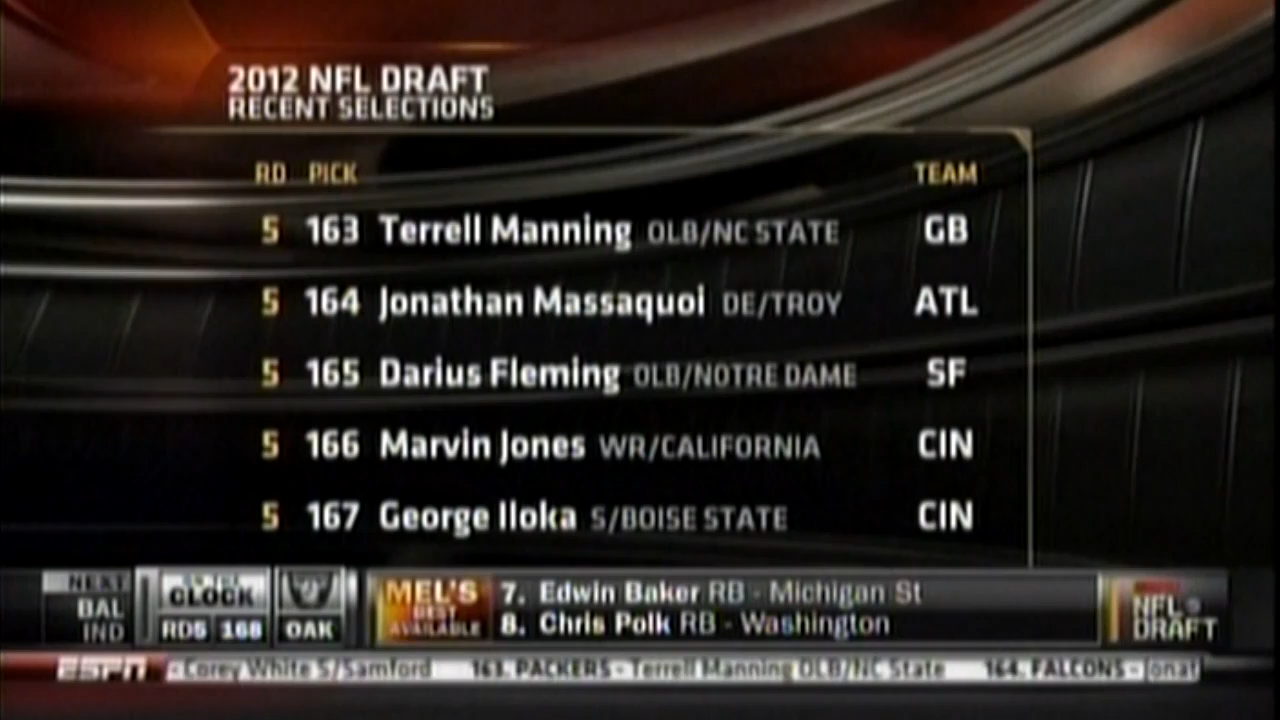 2012 NFL DRAFT
RECENT SELECTIONS
RD PICK TEAM
5 163 Terrell Manning OLB/NC STATE GB
5 164 Jonathan Massaquoi DE/TROY ATL
5 165 Darius Fleming OLB/NOTRE DAME SF
5 166 Marvin Jones WR/CALIFORNIA CIN
5 167 George Iloka S/BOISE STATE CIN
NEXT
BAL
IND
CLOCK
RD5 168
OAK
MEL'S
BEST
AVAILABLE
7. Edwin Baker RB - Michigan St
8. Chris Polk RB - Washington
NFL
DRAFT
ESPN - Corey White S/Samford 163. PACKERS - Terrell Manning OLB/NC State 164. FALCONS - Jonat